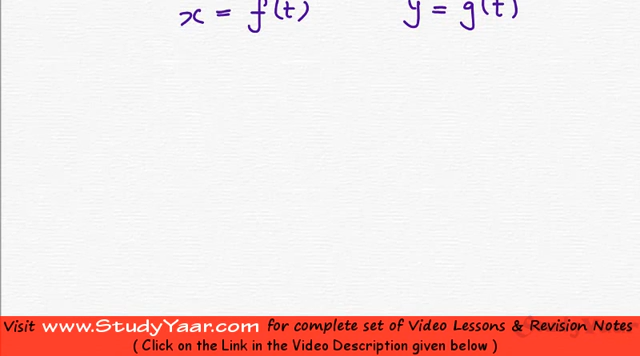 x = f(t) y = g(t)
Visit www.StudyYaar.com for complete set of Video Lessons & Revision Notes
( Click on the Link in the Video Description given below )